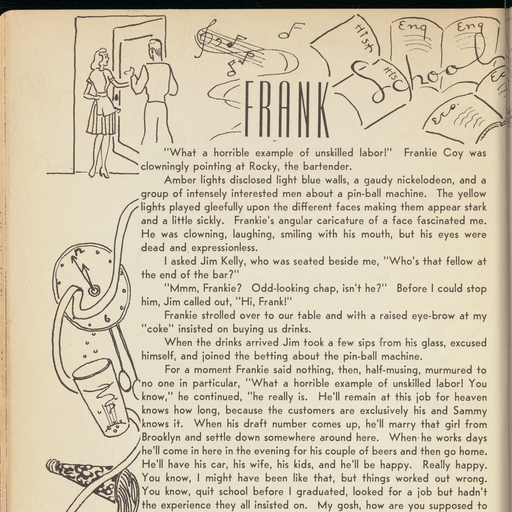 Hist
Eng
Eng
His
School
Eco.
FRANK
"What a horrible example of unskilled labor!" Frankie Coy was
clowningly pointing at Rocky, the bartender.
Amber lights disclosed light blue walls, a gaudy nickelodeon, and a
group of intensely interested men about a pin-ball machine. The yellow
lights played gleefully upon the different faces making them appear stark
and a little sickly. Frankie's angular caricature of a face fascinated me.
He was clowning, laughing, smiling with his mouth, but his eyes were
dead and expressionless.
I asked Jim Kelly, who was seated beside me, "Who's that fellow at
the end of the bar?"
"Mmm, Frankie? Odd-looking chap, isn't he?" Before I could stop
him, Jim called out, "Hi, Frank!"
Frankie strolled over to our table and with a raised eye-brow at my
"coke" insisted on buying us drinks.
When the drinks arrived Jim took a few sips from his glass, excused
himself, and joined the betting about the pin-ball machine.
For a moment Frankie said nothing, then, half-musing, murmured to
no one in particular, "What a horrible example of unskilled labor! You
know," he continued, "he really is. He'll remain at this job for heaven
knows how long, because the customers are exclusively his and Sammy
knows it. When his draft number comes up, he'll marry that girl from
Brooklyn and settle down somewhere around here. When he works days
he'll come in here in the evening for his couple of beers and then go home.
He'll have his car, his wife, his kids, and he'll be happy. Really happy.
You know, I might have been like that, but things worked out wrong.
You know, quit school before I graduated, looked for a job but hadn't
the experience they all insisted on. My gosh, how are you supposed to